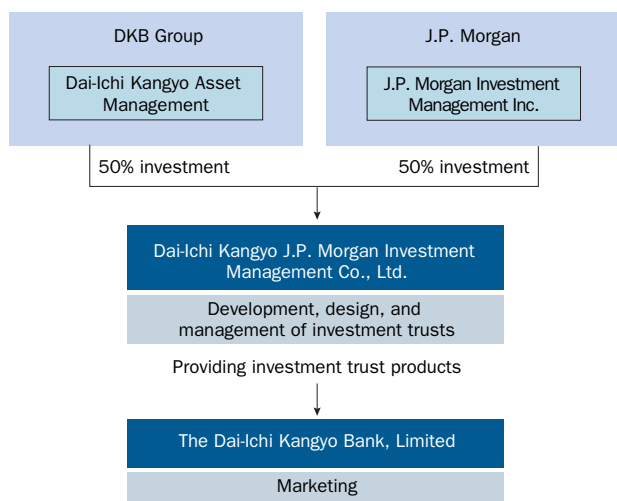 DKB Group
Dai-Ichi Kangyo Asset
Management
J.P. Morgan
J.P. Morgan Investment
Management Inc.
50% investment
50% investment
Dai-Ichi Kangyo J.P. Morgan Investment
Management Co., Ltd.
Development, design, and
management of investment trusts
Providing investment trust products
The Dai-Ichi Kangyo Bank, Limited
Marketing